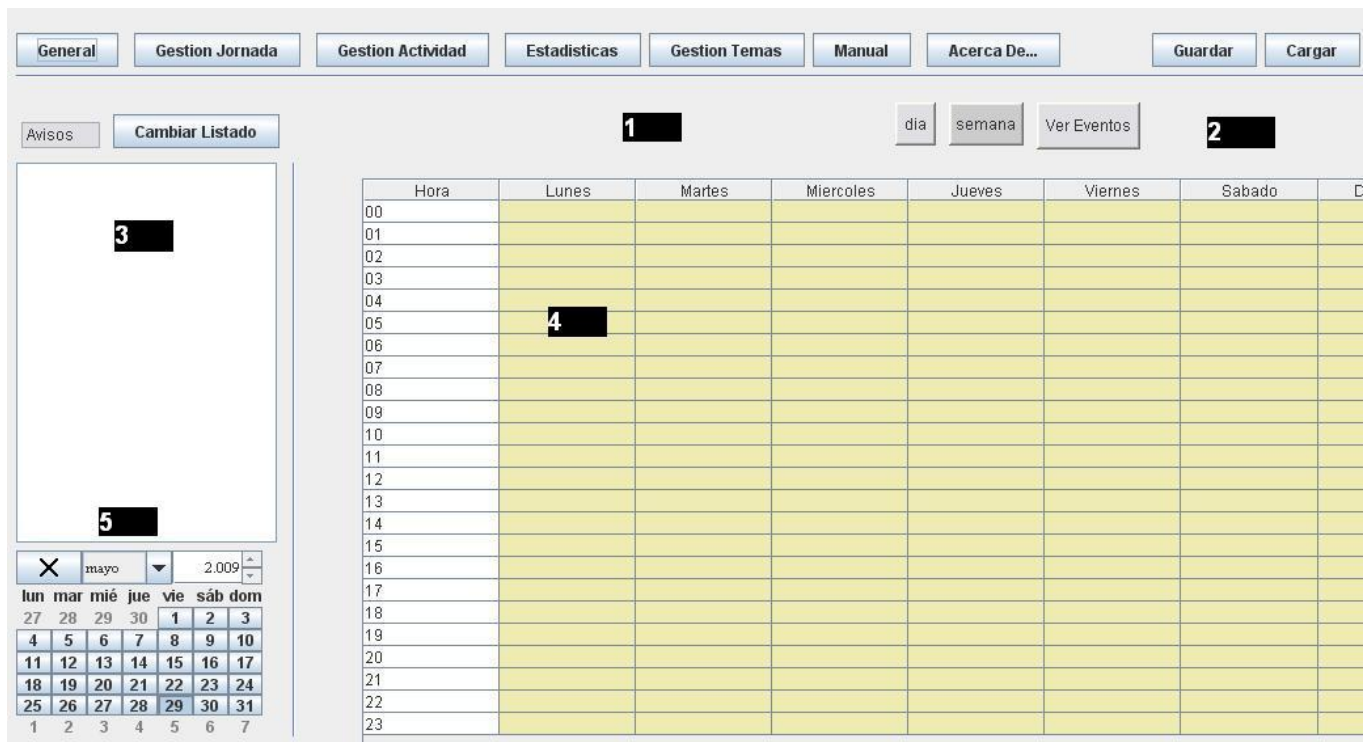 General Gestion Jornada Gestion Actividad Estadisticas Gestion Temas Manual Acerca De... Guardar Cargar
Avisos Cambiar Listado 1 dia semana Ver Eventos 2
Hora Lunes Martes Miercoles Jueves Viernes Sabado D
3
00
01
02
03
04
05 4
06
07
08
09
10
11
12
13
14
15
16
17
18
19
20
21
22
23
5
mayo 2.009
lun mar mié jue vie sáb dom
27 28 29 30 1 2 3
4 5 6 7 8 9 10
11 12 13 14 15 16 17
18 19 20 21 22 23 24
25 26 27 28 29 30 31
1 2 3 4 5 6 7